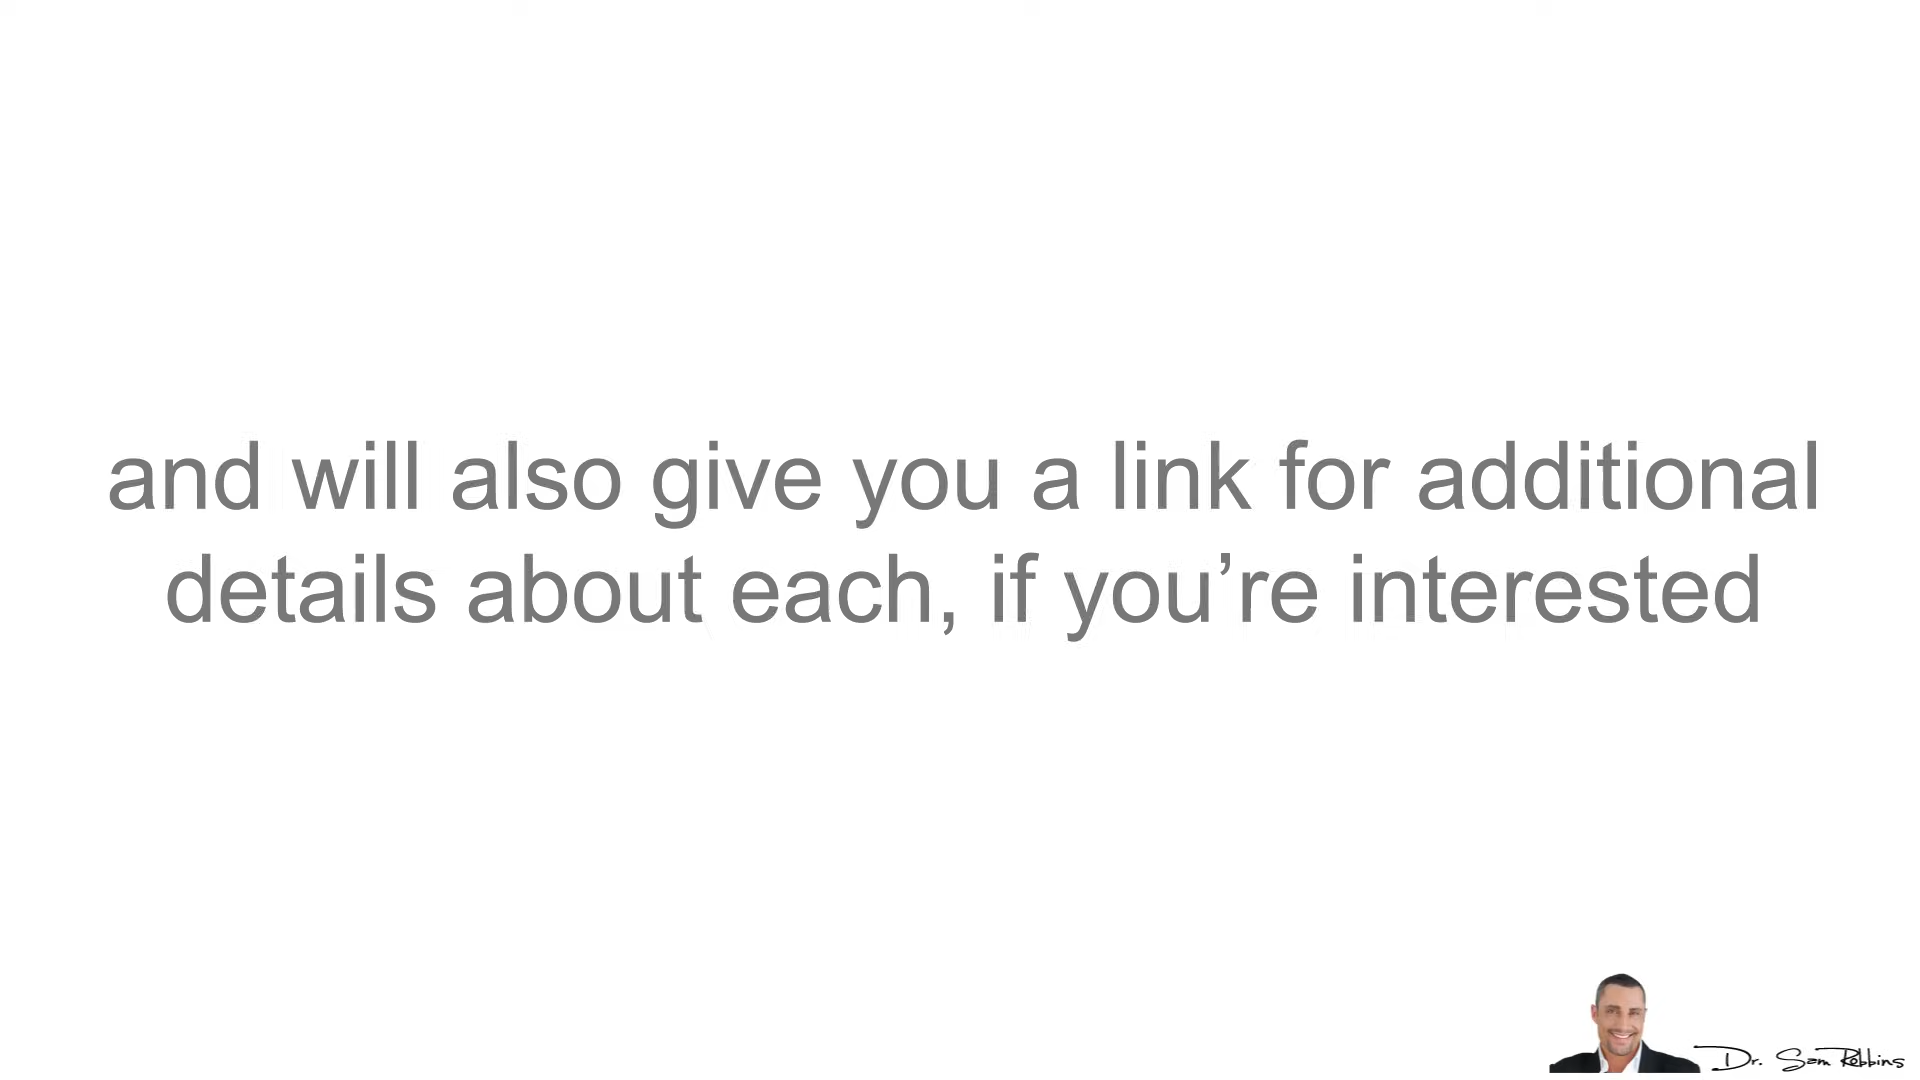 and will also give you a link for additional
details about each, if you’re interested
Dr. Sam Robbins